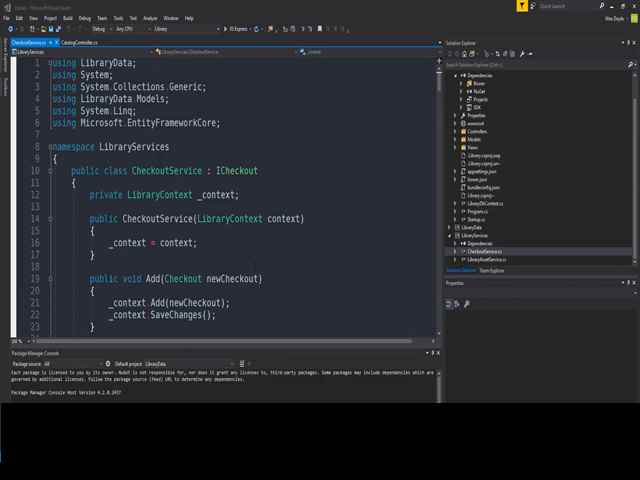 Library
Quick Launch
File Edit View Project Build Debug Team Tools Test Analyze Window Help
Wes Doyle
Debug Any CPU Library IIS Express
CheckoutService.cs CatalogController.cs
Solution Explorer
LibraryServices LibraryServices.CheckoutService _context
Search Solution Explorer
1 using LibraryData;
2 using System;
3 using System.Collections.Generic;
4 using LibraryData.Models;
5 using System.Linq;
6 using Microsoft.EntityFrameworkCore;
7
8 namespace LibraryServices
9 {
10 public class CheckoutService : ICheckout
11 {
12 private LibraryContext _context;
13
14 public CheckoutService(LibraryContext context)
15 {
16 _context = context;
17 }
18
19 public void Add(Checkout newCheckout)
20 {
21 _context.Add(newCheckout);
22 _context.SaveChanges();
23 }
Dependencies
Bower
NuGet
Projects
SDK
Properties
wwwroot
Controllers
Models
Views
.Library.csproj.swp
.Library.csproj.un~
appsettings.json
bower.json
bundleconfig.json
Library.csproj~
LibraryDbContext.cs
Program.cs
Startup.cs
LibraryData
LibraryServices
Dependencies
CheckoutService.cs
LibraryAssetService.cs
Solution Explorer Team Explorer
Properties
100 %
Package Manager Console
Package source: All Default project: LibraryData
Each package is licensed to you by its owner. NuGet is not responsible for, nor does it grant any licenses to, third-party packages. Some packages may include dependencies which are
governed by additional licenses. Follow the package source (feed) URL to determine any dependencies.
Package Manager Console Host Version 4.2.0.2457
Server Explorer
Toolbox